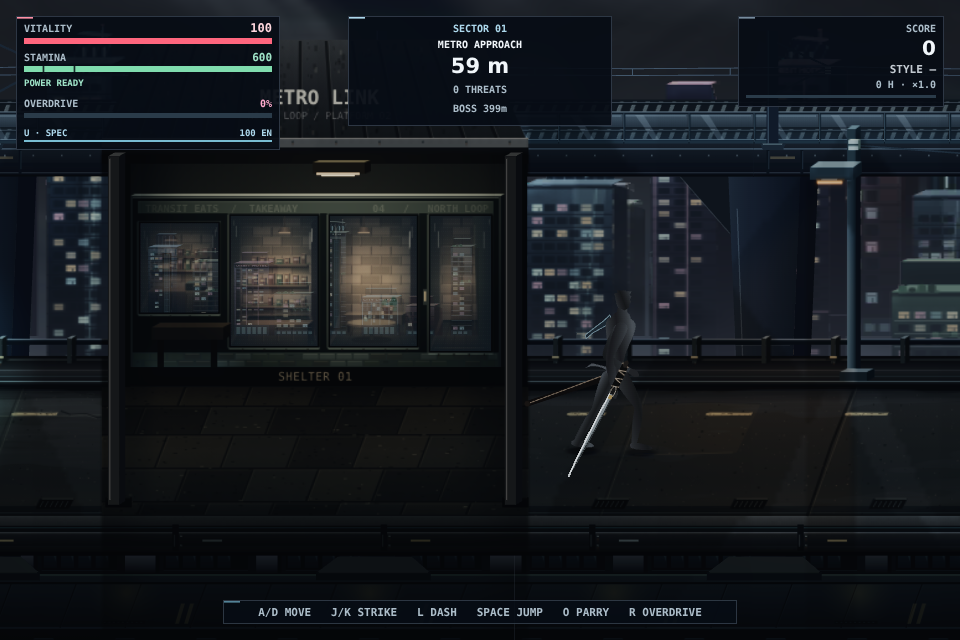 VITALITY 100
STAMINA 600
POWER READY
OVERDRIVE 0%
U · SPEC 100 EN
SECTOR 01
METRO APPROACH
59 m
0 THREATS
BOSS 399m
SCORE
0
STYLE —
0 H · ×1.0
METRO LINK
LOOP / PLAT
TRANSIT EATS / TAKEAWAY 04 / NORTH LOOP
SHELTER 01
A/D MOVE J/K STRIKE L DASH SPACE JUMP O PARRY R OVERDRIVE